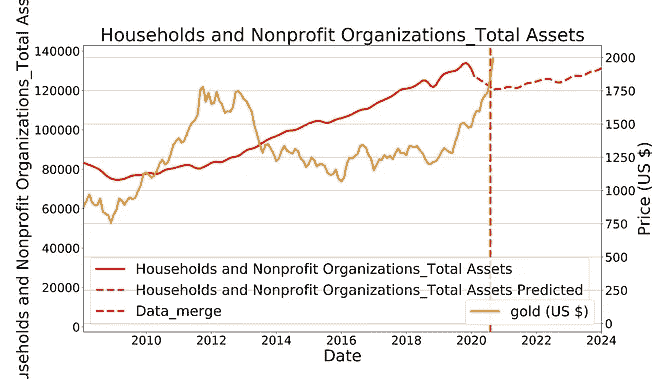 Households and Nonprofit Organizations_Total Assets
useholds and Nonprofit Organizations_Total Ass
140000
120000
100000
80000
60000
40000
20000
0
2000
1750
1500
1250
1000
750
500
250
0
Price (US $)
Households and Nonprofit Organizations_Total Assets
Households and Nonprofit Organizations_Total Assets Predicted
Data_merge
gold (US $)
2010 2012 2014 2016 2018 2020 2022 2024
Date